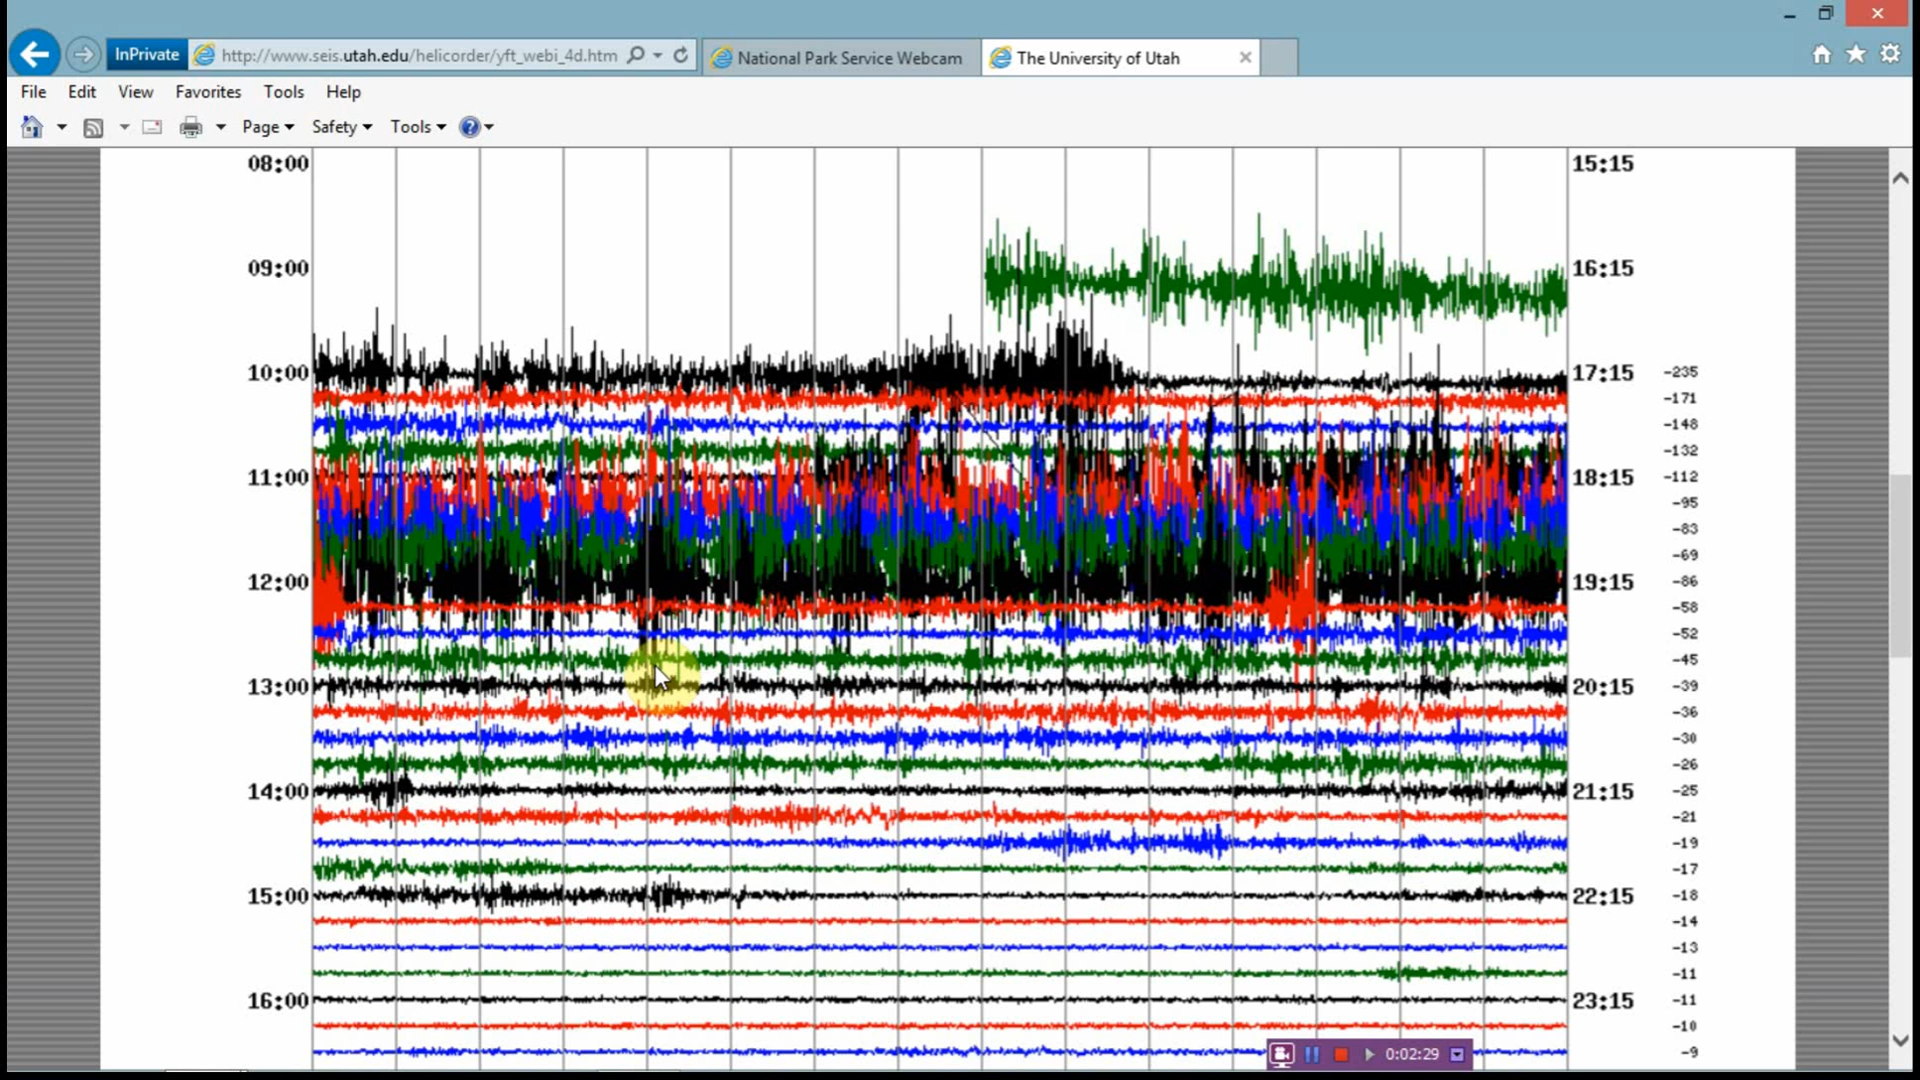 InPrivate http://www.seis.utah.edu/helicorder/yft_webi_4d.htm National Park Service Webcam The University of Utah
File Edit View Favorites Tools Help
Page Safety Tools
08:00 15:15
09:00 16:15
10:00 17:15 -235
-171
-148
-132
11:00 18:15 -112
-95
-83
-69
12:00 19:15 -86
-58
-52
-45
13:00 20:15 -39
-36
-30
-26
14:00 21:15 -25
-21
-19
-17
15:00 22:15 -18
-14
-13
-11
16:00 23:15 -11
-10
0:02:29 -9